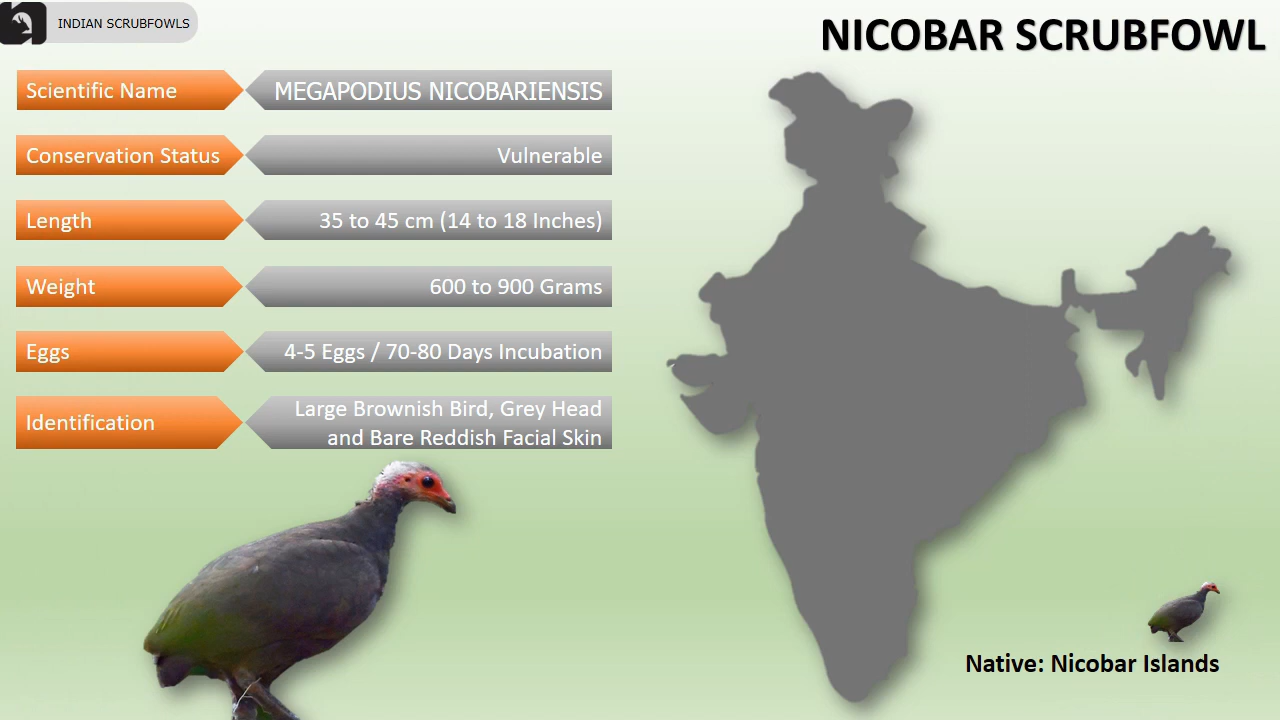 INDIAN SCRUBFOWLS
NICOBAR SCRUBFOWL
Scientific Name
MEGAPODIUS NICOBARIENSIS
Conservation Status
Vulnerable
Length
35 to 45 cm (14 to 18 Inches)
Weight
600 to 900 Grams
Eggs
4-5 Eggs / 70-80 Days Incubation
Identification
Large Brownish Bird, Grey Head
and Bare Reddish Facial Skin
Native: Nicobar Islands